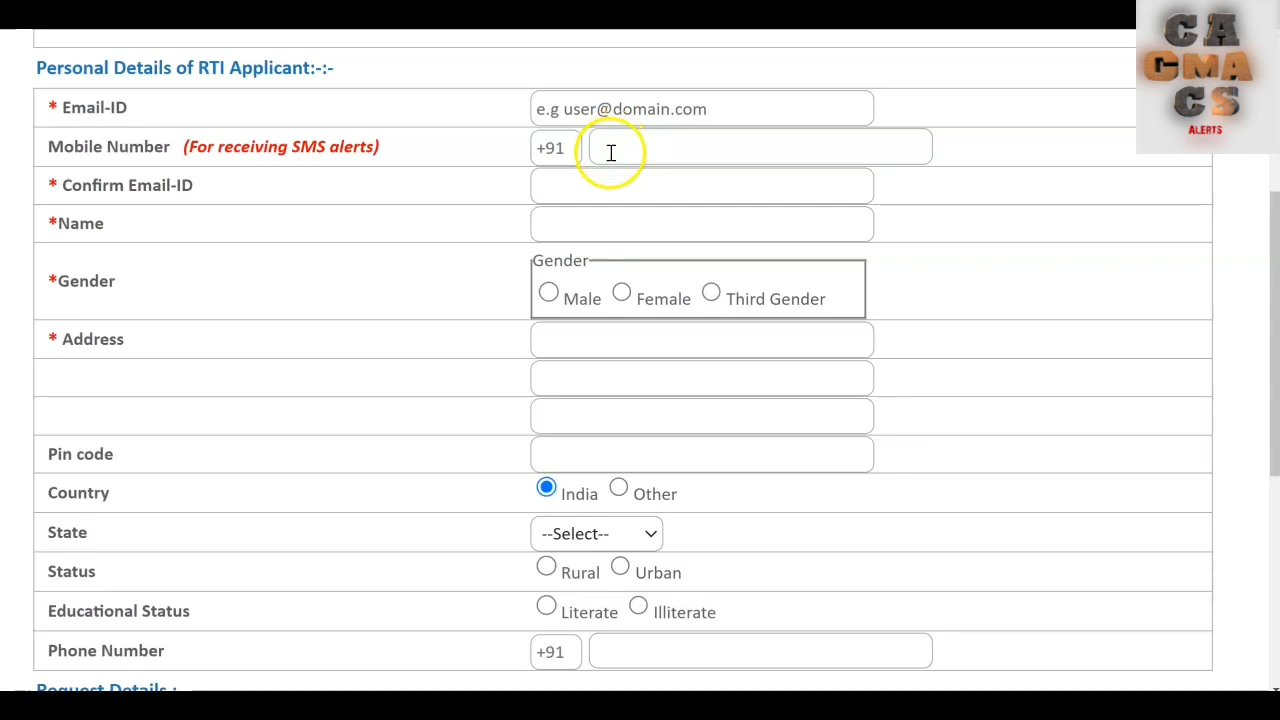 CA
CMA
CS
ALERTS
Personal Details of RTI Applicant:-:-
* Email-ID e.g user@domain.com
Mobile Number (For receiving SMS alerts) +91
* Confirm Email-ID
*Name
Gender
*Gender Male Female Third Gender
* Address
Pin code
Country India Other
State --Select--
Status Rural Urban
Educational Status Literate Illiterate
Phone Number +91
Request Details :-